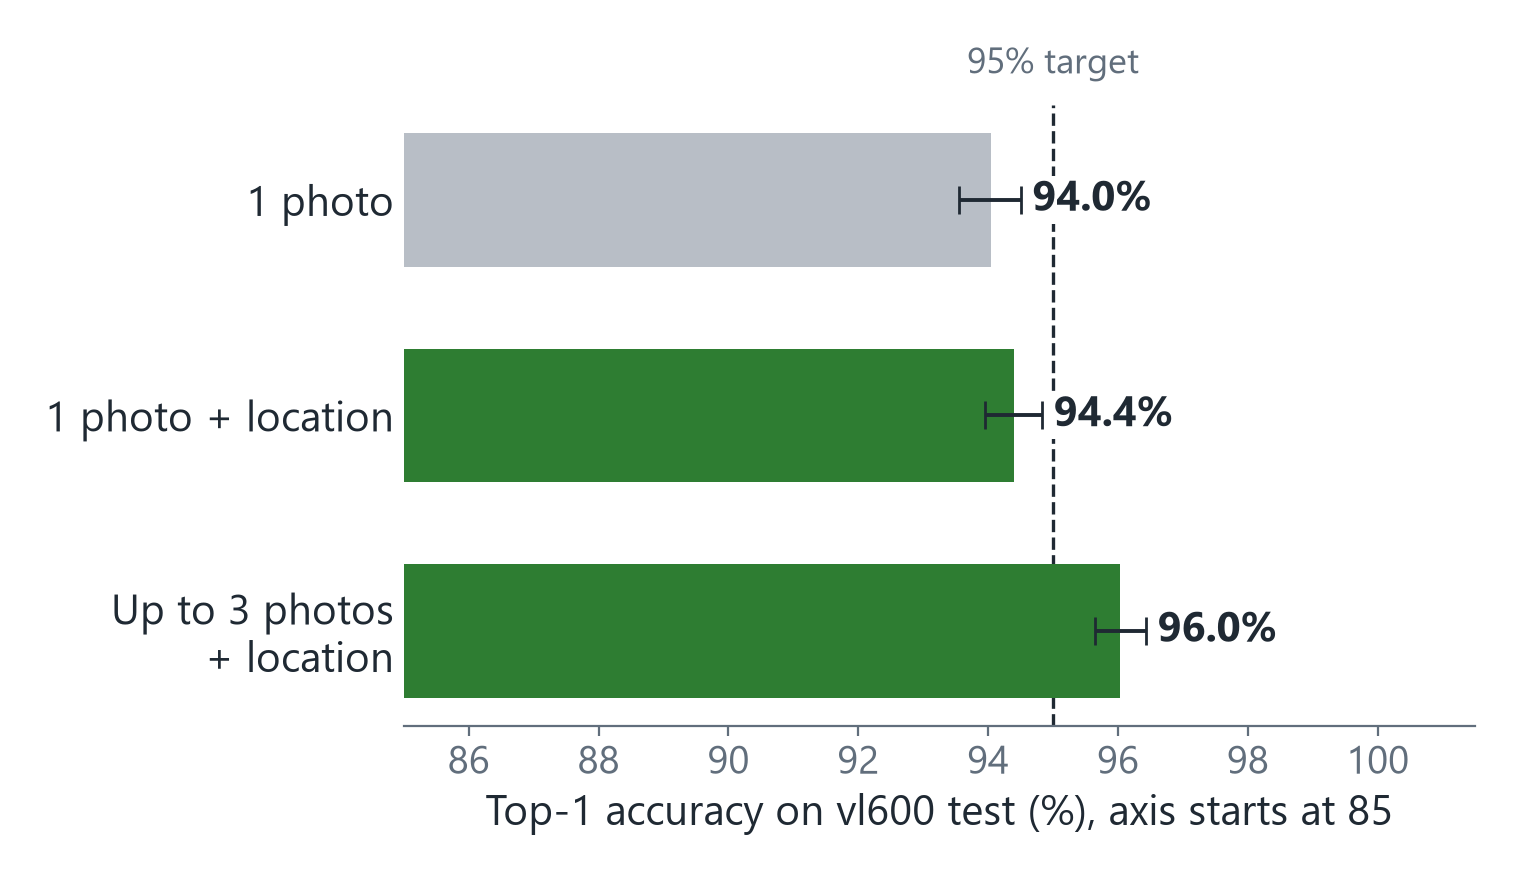 95% target
1 photo
94.0%
1 photo + location
94.4%
Up to 3 photos
+ location
96.0%
86 88 90 92 94 96 98 100
Top-1 accuracy on vl600 test (%), axis starts at 85